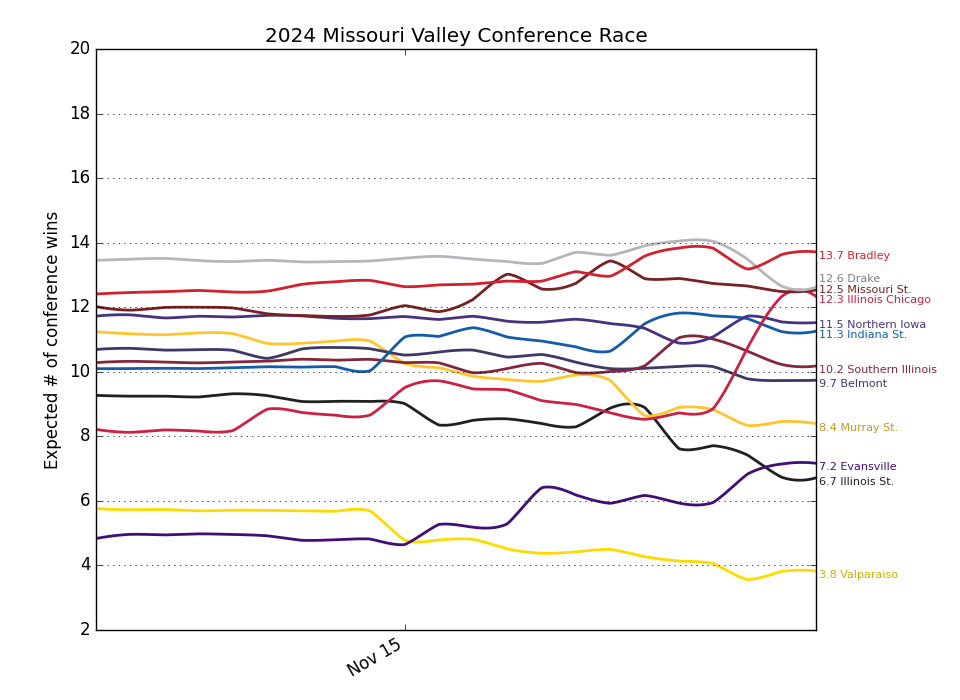 2024 Missouri Valley Conference Race
Expected # of conference wins
20
18
16
14
12
10
8
6
4
2
Nov 15
13.7 Bradley
12.6 Drake
12.5 Missouri St.
12.3 Illinois Chicago
11.5 Northern Iowa
11.3 Indiana St.
10.2 Southern Illinois
9.7 Belmont
8.4 Murray St.
7.2 Evansville
6.7 Illinois St.
3.8 Valparaiso